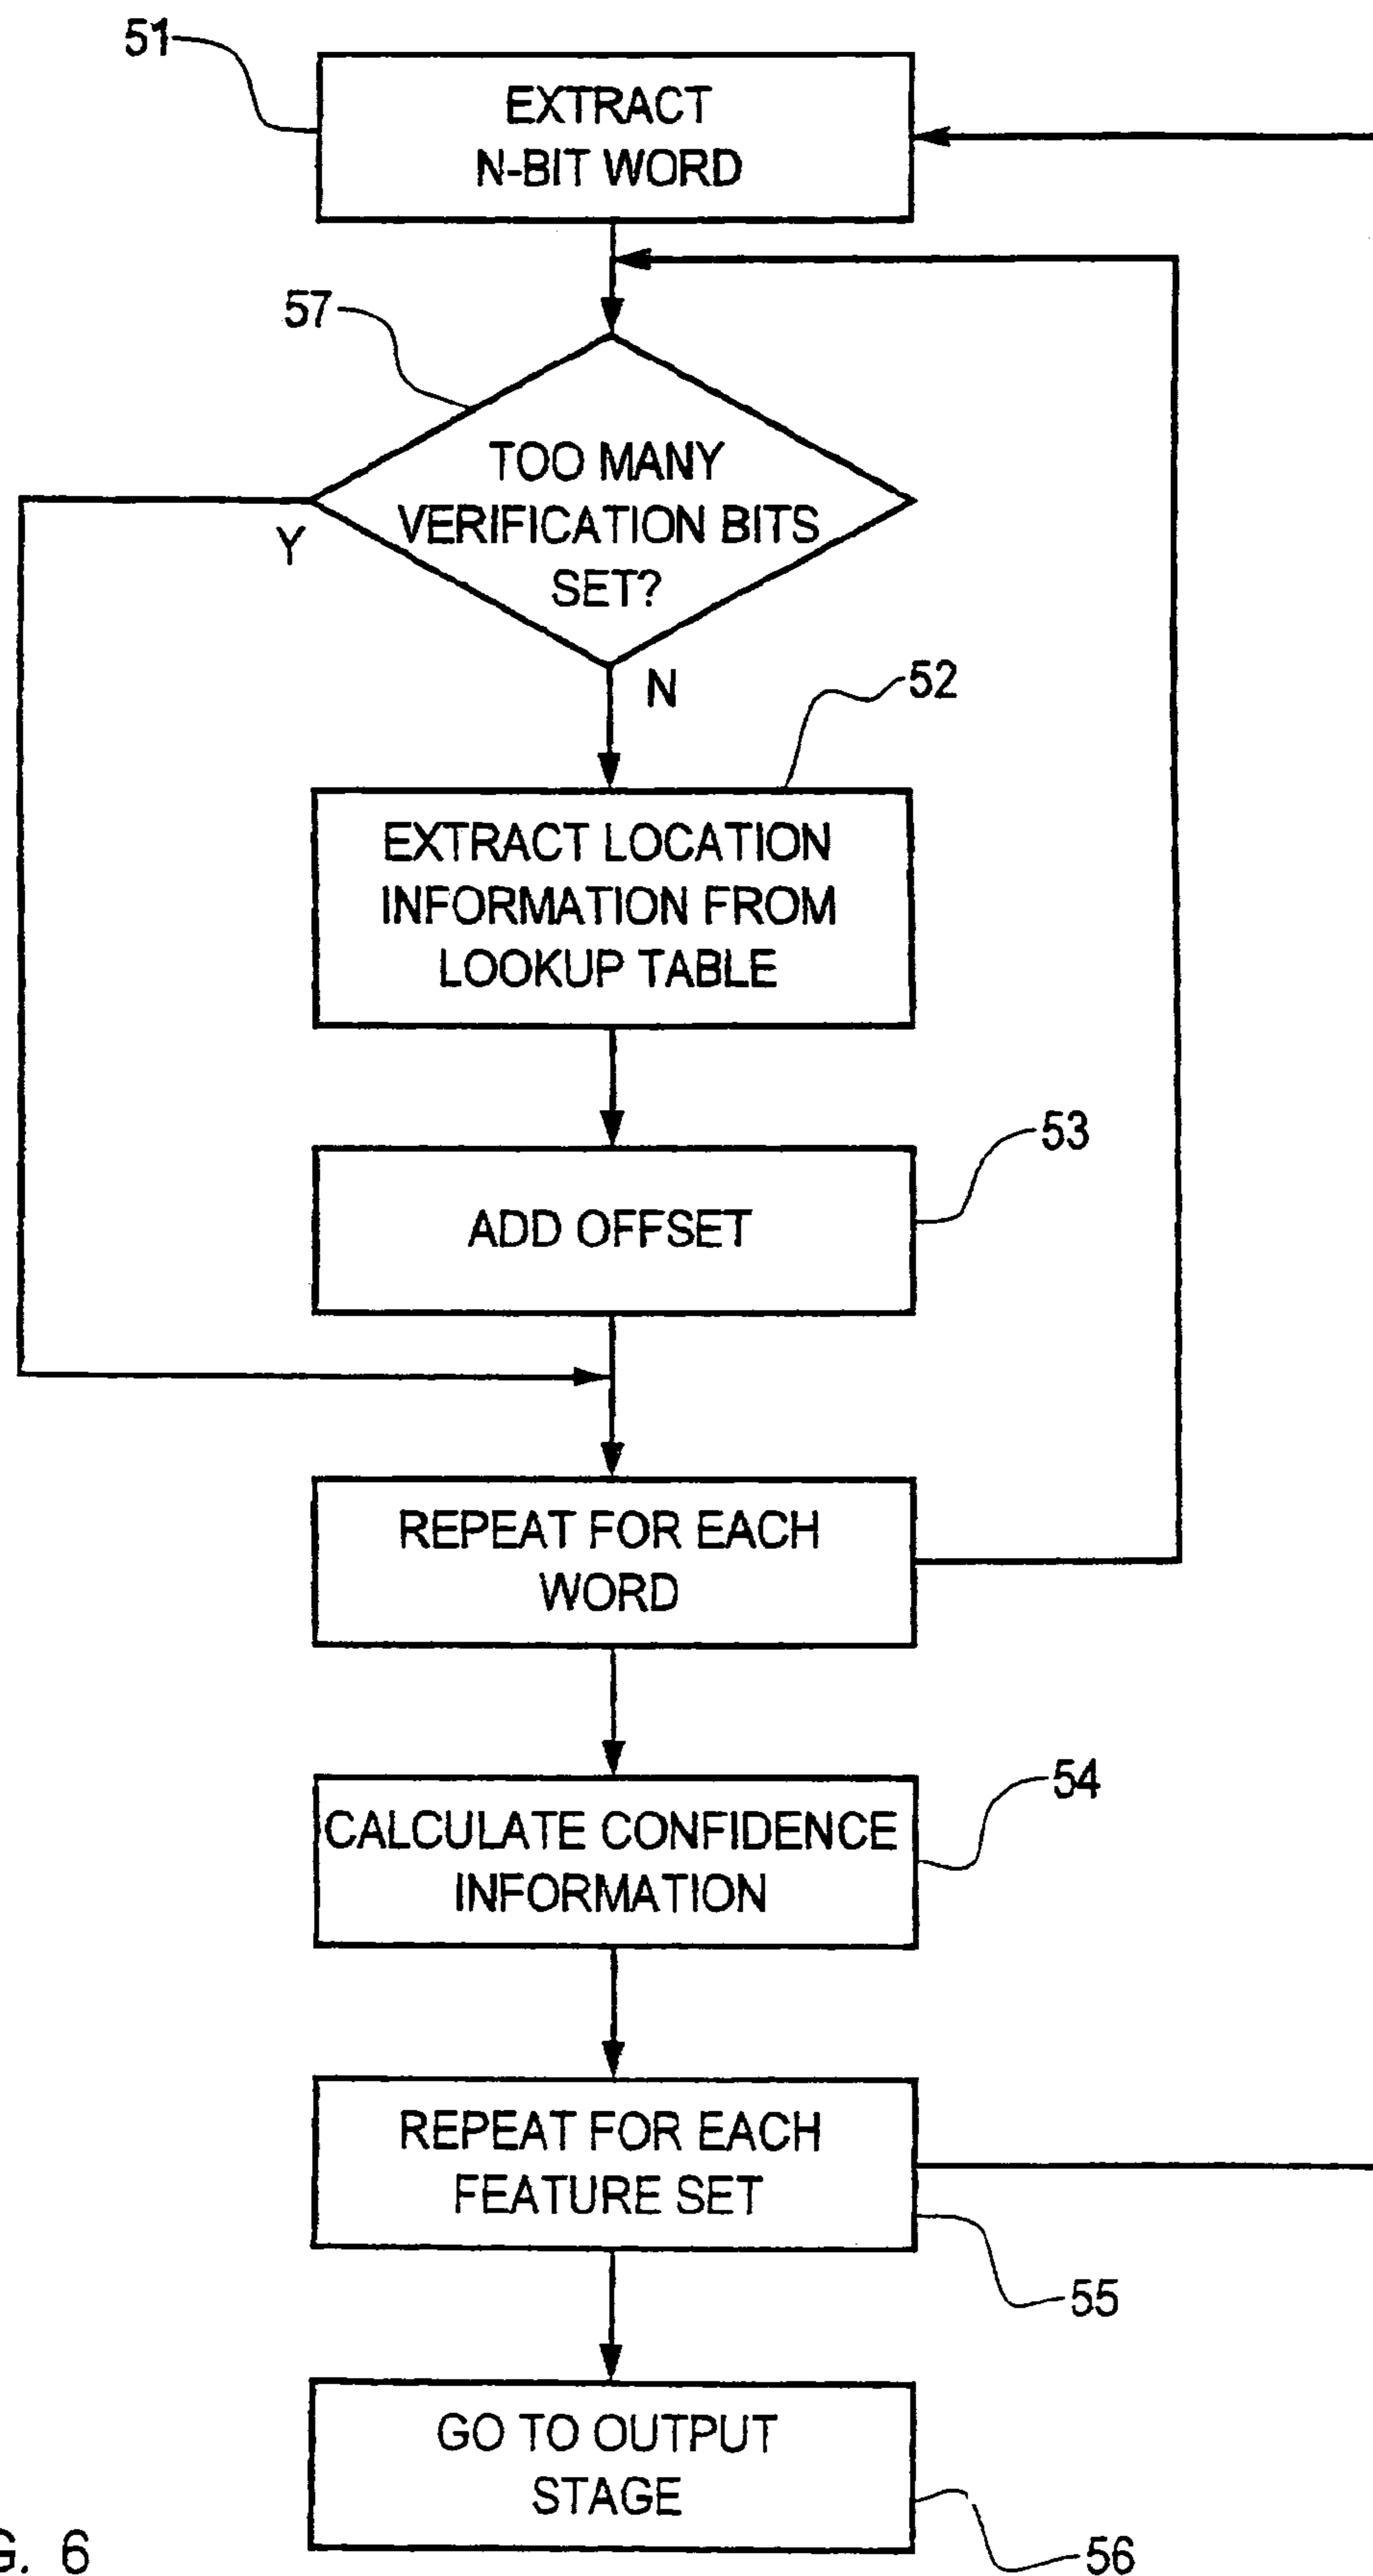 51
EXTRACT
N-BIT WORD
57
TOO MANY
VERIFICATION BITS
SET?
Y
N
52
EXTRACT LOCATION
INFORMATION FROM
LOOKUP TABLE
53
ADD OFFSET
REPEAT FOR EACH
WORD
54
CALCULATE CONFIDENCE
INFORMATION
REPEAT FOR EACH
FEATURE SET
55
GO TO OUTPUT
STAGE
56
G. 6